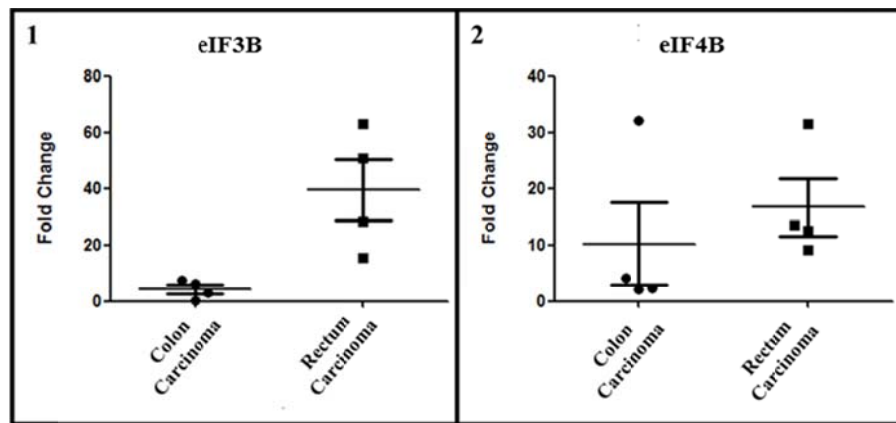 1
eIF3B
Fold Change
80
60
40
20
0
Colon
Carcinoma
Rectum
Carcinoma
2
eIF4B
Fold Change
40
30
20
10
0
Colon
Carcinoma
Rectum
Carcinoma